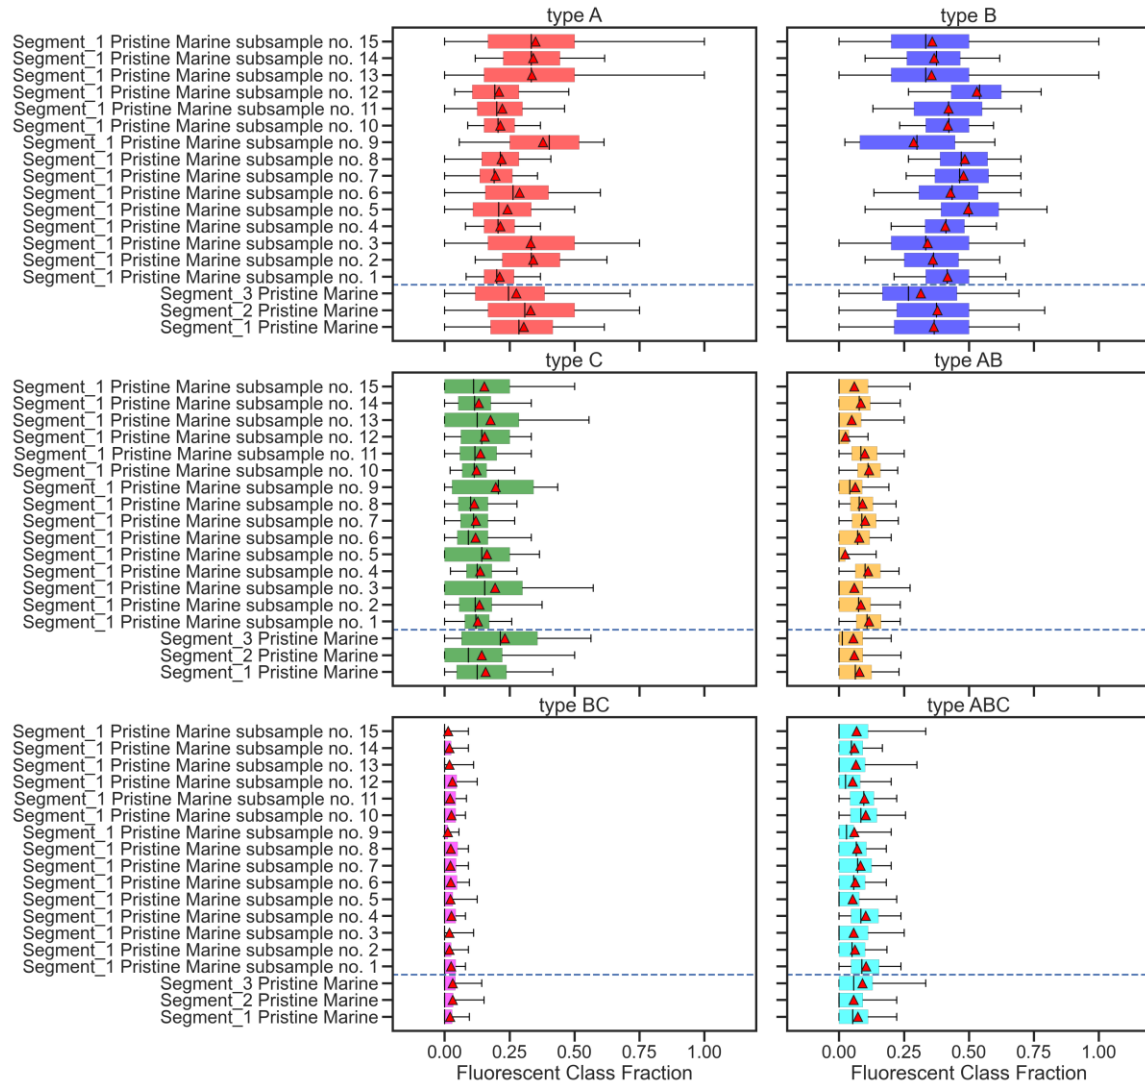 type A
type B
Segment_1 Pristine Marine subsample no. 15
Segment_1 Pristine Marine subsample no. 14
Segment_1 Pristine Marine subsample no. 13
Segment_1 Pristine Marine subsample no. 12
Segment_1 Pristine Marine subsample no. 11
Segment_1 Pristine Marine subsample no. 10
Segment_1 Pristine Marine subsample no. 9
Segment_1 Pristine Marine subsample no. 8
Segment_1 Pristine Marine subsample no. 7
Segment_1 Pristine Marine subsample no. 6
Segment_1 Pristine Marine subsample no. 5
Segment_1 Pristine Marine subsample no. 4
Segment_1 Pristine Marine subsample no. 3
Segment_1 Pristine Marine subsample no. 2
Segment_1 Pristine Marine subsample no. 1
Segment_3 Pristine Marine
Segment_2 Pristine Marine
Segment_1 Pristine Marine
type C
type AB
Segment_1 Pristine Marine subsample no. 15
Segment_1 Pristine Marine subsample no. 14
Segment_1 Pristine Marine subsample no. 13
Segment_1 Pristine Marine subsample no. 12
Segment_1 Pristine Marine subsample no. 11
Segment_1 Pristine Marine subsample no. 10
Segment_1 Pristine Marine subsample no. 9
Segment_1 Pristine Marine subsample no. 8
Segment_1 Pristine Marine subsample no. 7
Segment_1 Pristine Marine subsample no. 6
Segment_1 Pristine Marine subsample no. 5
Segment_1 Pristine Marine subsample no. 4
Segment_1 Pristine Marine subsample no. 3
Segment_1 Pristine Marine subsample no. 2
Segment_1 Pristine Marine subsample no. 1
Segment_3 Pristine Marine
Segment_2 Pristine Marine
Segment_1 Pristine Marine
type BC
type ABC
Segment_1 Pristine Marine subsample no. 15
Segment_1 Pristine Marine subsample no. 14
Segment_1 Pristine Marine subsample no. 13
Segment_1 Pristine Marine subsample no. 12
Segment_1 Pristine Marine subsample no. 11
Segment_1 Pristine Marine subsample no. 10
Segment_1 Pristine Marine subsample no. 9
Segment_1 Pristine Marine subsample no. 8
Segment_1 Pristine Marine subsample no. 7
Segment_1 Pristine Marine subsample no. 6
Segment_1 Pristine Marine subsample no. 5
Segment_1 Pristine Marine subsample no. 4
Segment_1 Pristine Marine subsample no. 3
Segment_1 Pristine Marine subsample no. 2
Segment_1 Pristine Marine subsample no. 1
Segment_3 Pristine Marine
Segment_2 Pristine Marine
Segment_1 Pristine Marine
0.00 0.25 0.50 0.75 1.00
0.00 0.25 0.50 0.75 1.00
Fluorescent Class Fraction
Fluorescent Class Fraction